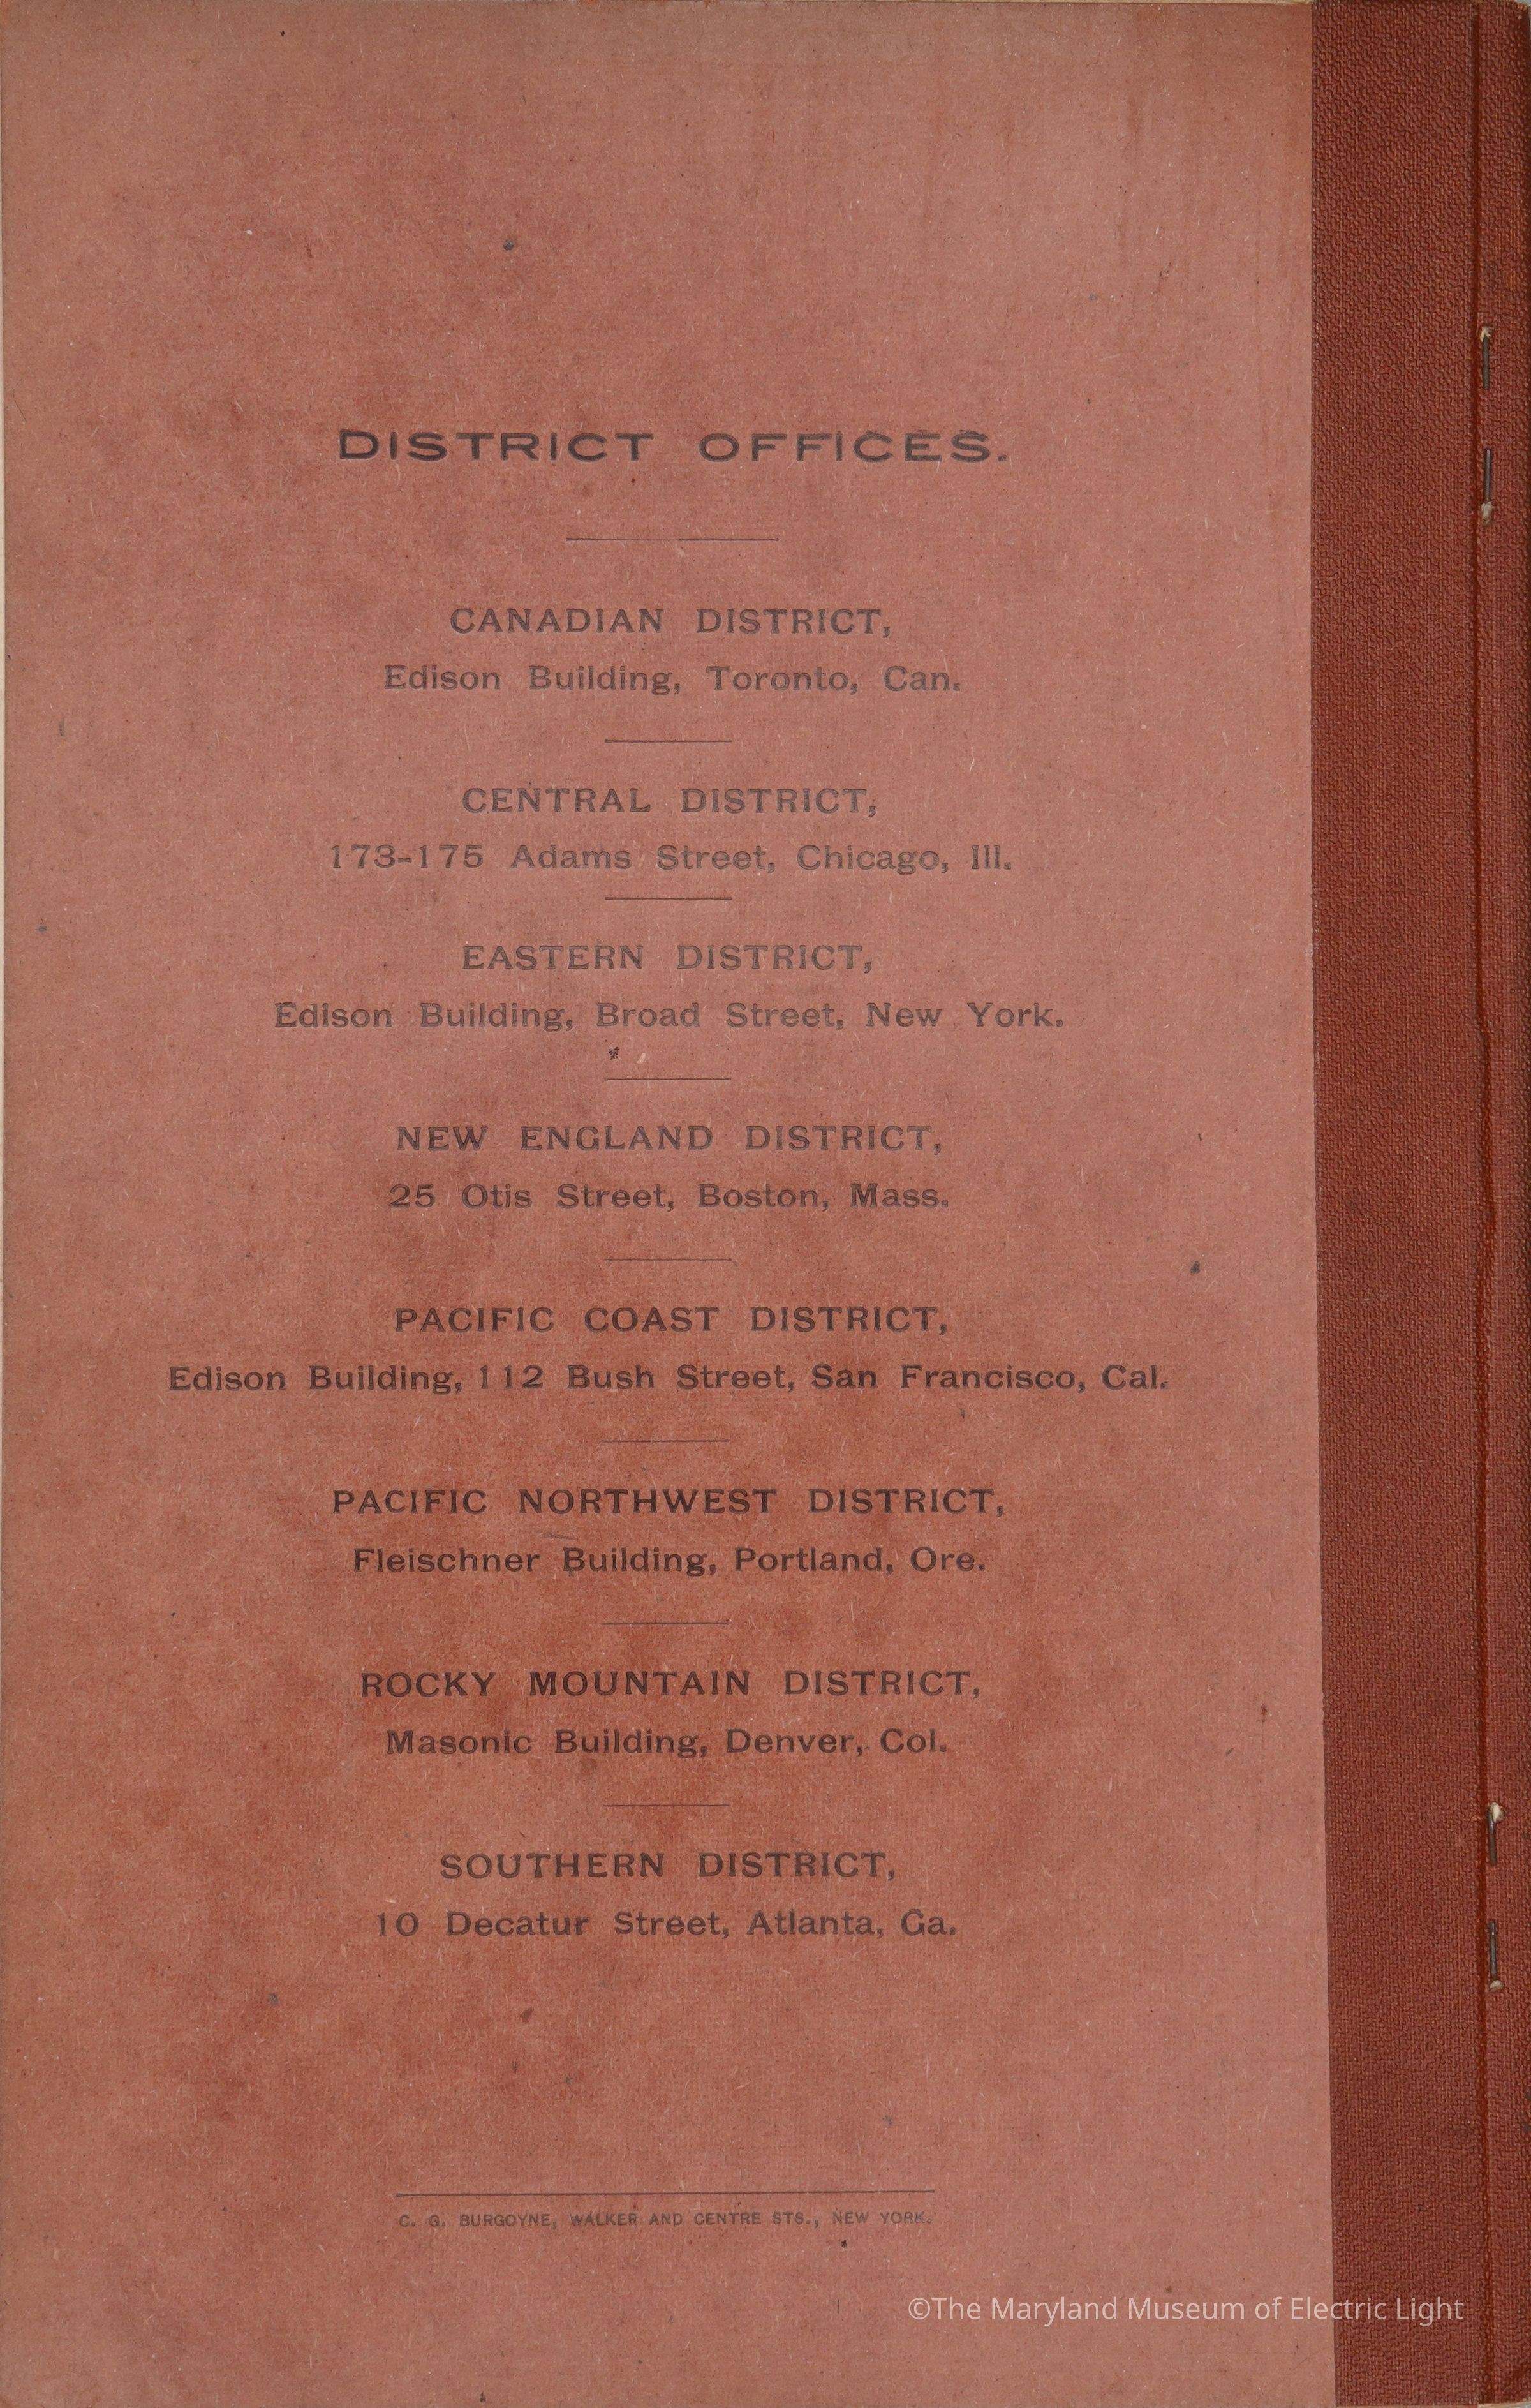 DISTRICT OFFICES.
CANADIAN DISTRICT,
Edison Building, Toronto, Can.
CENTRAL DISTRICT,
173-175 Adams Street, Chicago, Ill.
EASTERN DISTRICT,
Edison Building, Broad Street, New York.
NEW ENGLAND DISTRICT,
25 Otis Street, Boston, Mass.
PACIFIC COAST DISTRICT,
Edison Building, 112 Bush Street, San Francisco, Cal.
PACIFIC NORTHWEST DISTRICT,
Fleischner Building, Portland, Ore.
ROCKY MOUNTAIN DISTRICT,
Masonic Building, Denver, Col.
SOUTHERN DISTRICT,
10 Decatur Street, Atlanta, Ga.
C. G. BURGOYNE, WALKER AND CENTRE STS., NEW YORK.
©The Maryland Museum of Electric Light